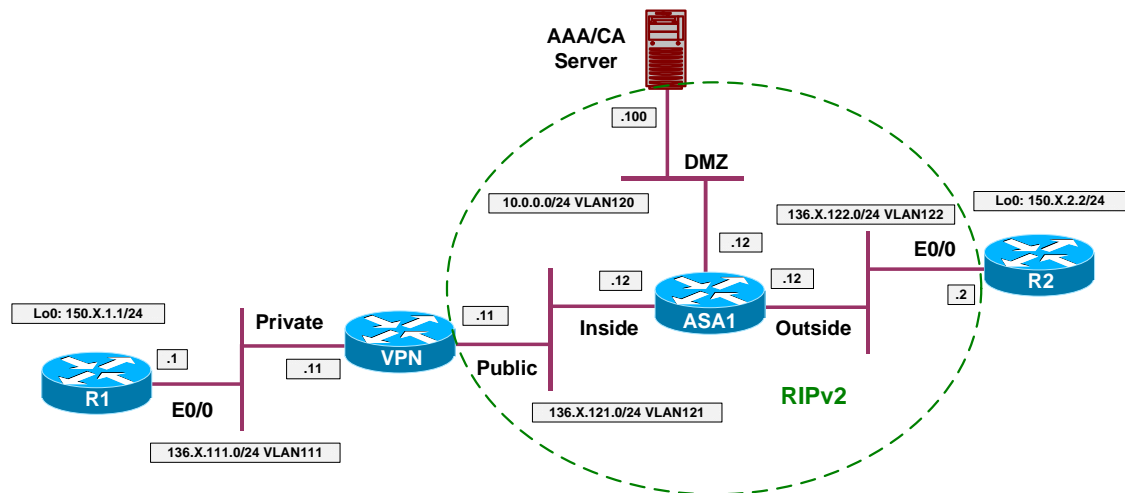 AAA/CA
Server
.100
DMZ
10.0.0.0/24 VLAN120
136.X.122.0/24 VLAN122
Lo0: 150.X.2.2/24
.12
E0/0
.12
.12
R2
.2
Lo0: 150.X.1.1/24
Private
.11
Inside
ASA1
Outside
.1
VPN
.11
Public
R1
E0/0
RIPv2
136.X.121.0/24 VLAN121
136.X.111.0/24 VLAN111